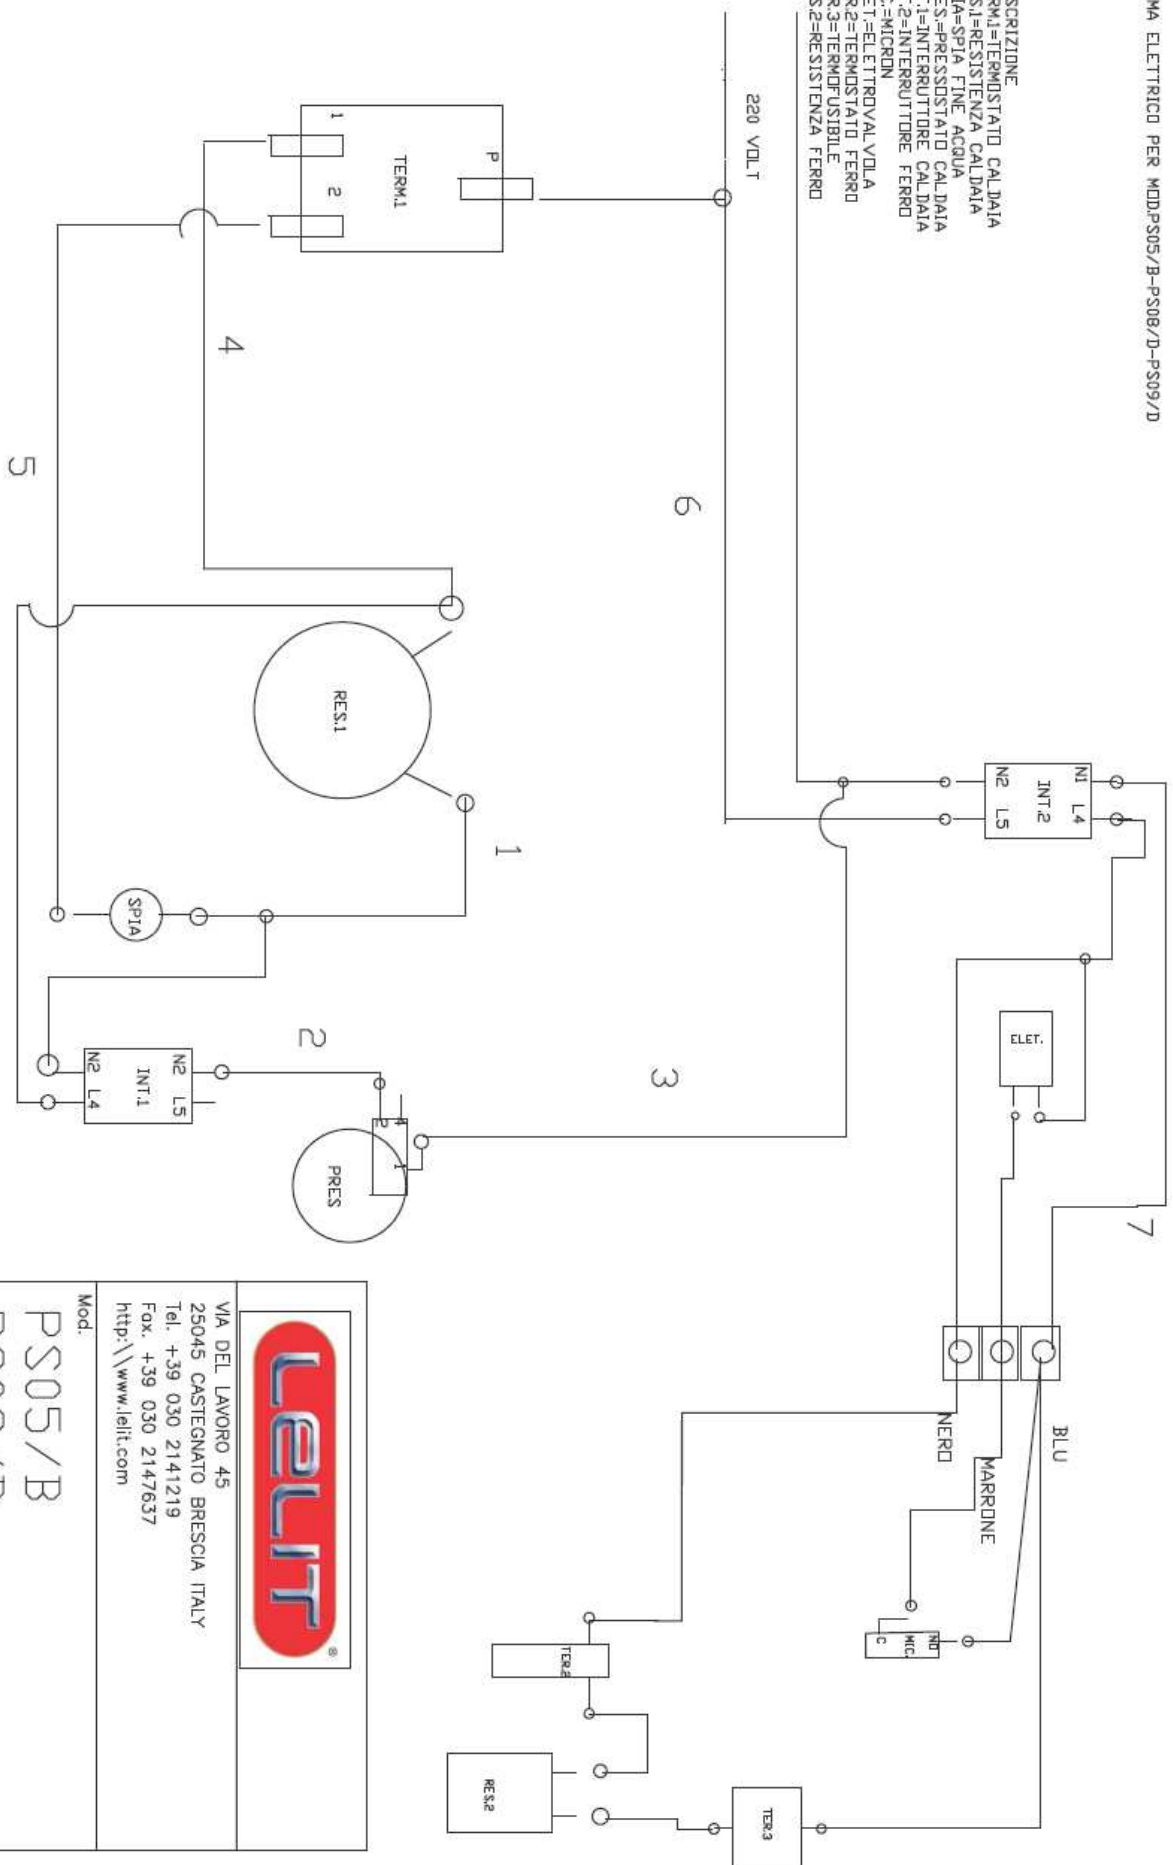 MA ELETTRICO PER MOD.PS05/B-PS08/D-PS09/D
SCRIZIONE
RM.1=TERMOSTATO CALDAIA
S.1=RESISTENZA CALDAIA
IA=SPIA FINE ACQUA
ES.=PRESSOSTATO CALDAIA
.1=INTERRUTTORE CALDAIA
.2=INTERRUTTORE FERRO
.=MICRON
ET.=ELETTROVALVOLA
R.2=TERMOSTATO FERRO
R.3=TERMOFUSIBILE
S.2=RESISTENZA FERRO
220 VOLT
P
TERM.1
1
2
4
5
6
RES.1
1
SPIA
N1 L4
INT.2
N2 L5
ELET.
7
3
2
N2 L5
INT.1
N2 L4
4
2
1
PRES
BLU
MARRONE
NERO
NO
MIC.
C
TER.2
RES.2
TER.3
LELIT
®
VIA DEL LAVORO 45
25045 CASTEGNATO BRESCIA ITALY
Tel. +39 030 2141219
Fax. +39 030 2147637
http:\\www.lelit.com
Mod.
PS05/B